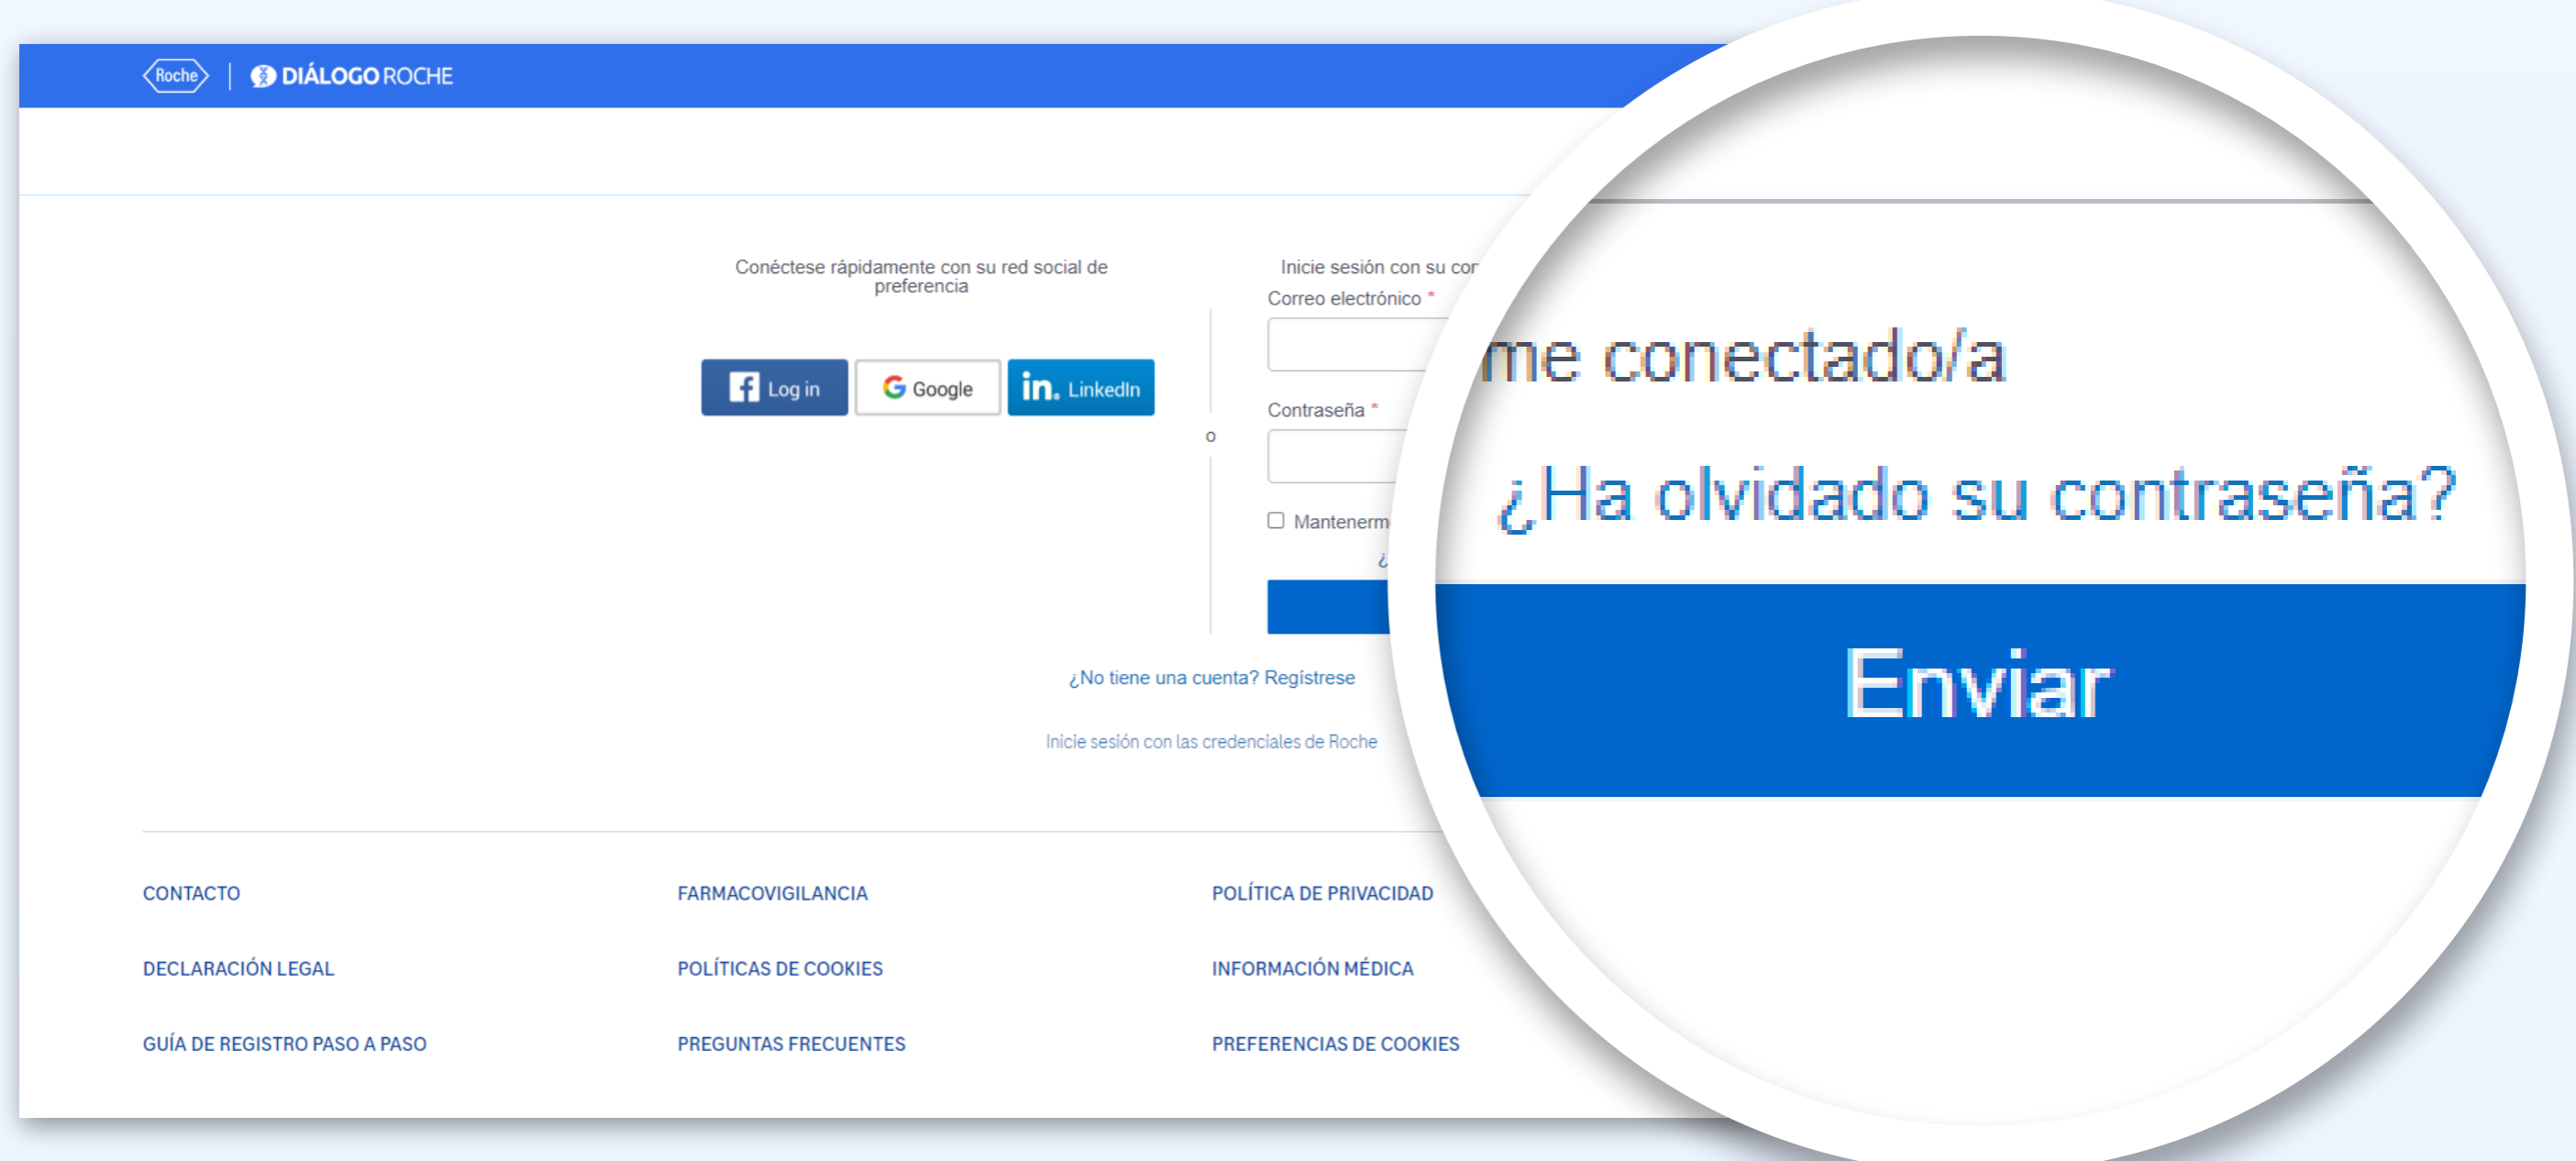 Roche | DIÁLOGO ROCHE
Conéctese rápidamente con su red social de
preferencia
Log in
Google
in. LinkedIn
o
Inicie sesión con su
Correo electrónico *
Contraseña *
Mantenerme conectado/a
¿Ha olvidado su contraseña?
Enviar
¿No tiene una cuenta? Regístrese
Inicie sesión con las credenciales de Roche
CONTACTO
FARMACOVIGILANCIA
POLÍTICA DE PRIVACIDAD
DECLARACIÓN LEGAL
POLÍTICAS DE COOKIES
INFORMACIÓN MÉDICA
GUÍA DE REGISTRO PASO A PASO
PREGUNTAS FRECUENTES
PREFERENCIAS DE COOKIES